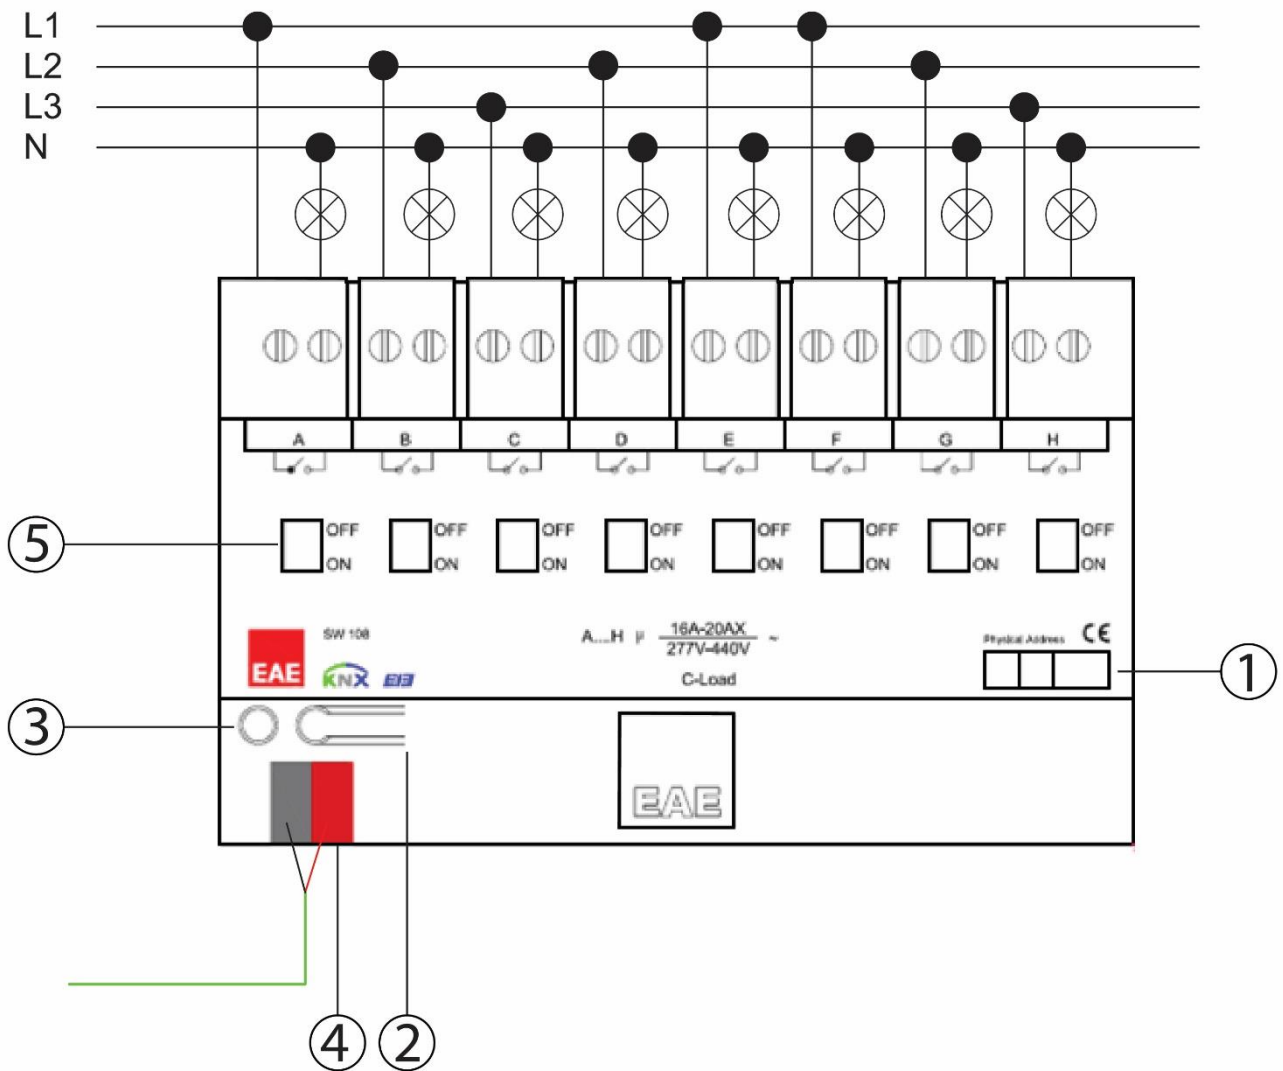 L1
L2
L3
N
A B C D E F G H
5
OFF OFF OFF OFF OFF OFF OFF OFF
ON ON ON ON ON ON ON ON
EAE
SW 108
KNX
A....H μ 16A-20AX
277V-440V ~
C-Load
Physical Address CE
1
3
EAE
4 2